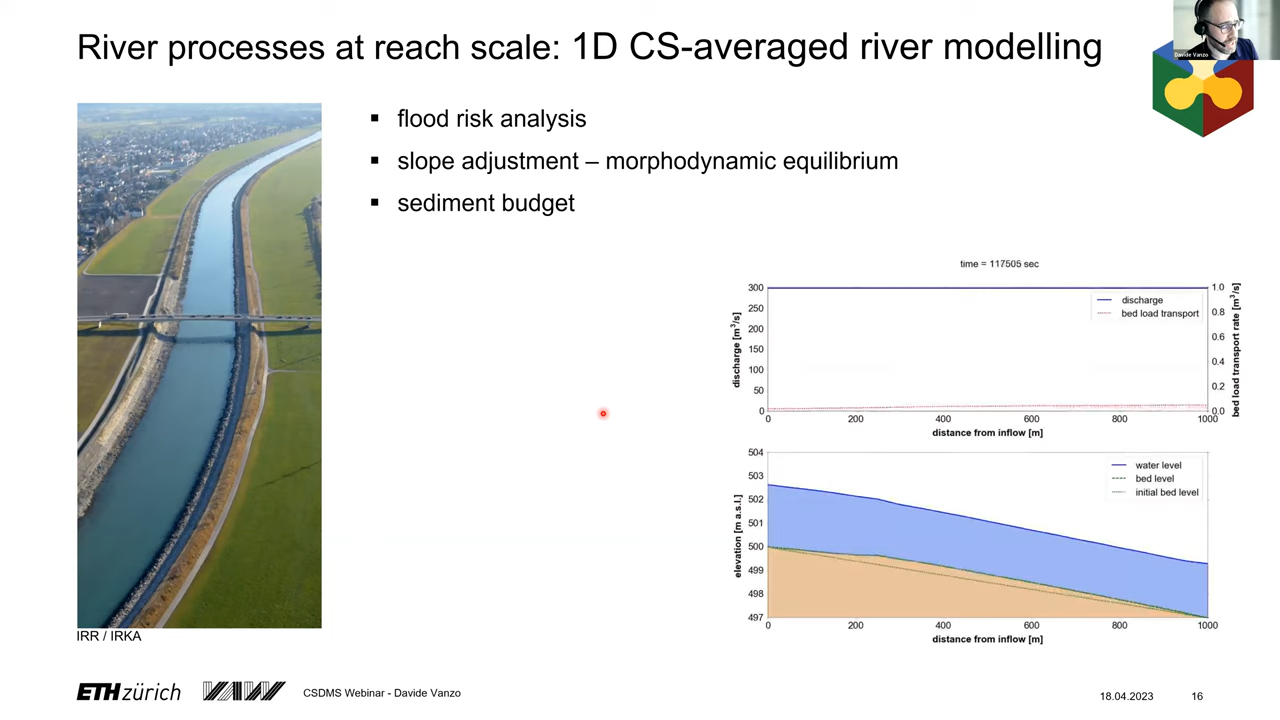 River processes at reach scale: 1D CS-averaged river modelling
Davide Vanzo
▪ flood risk analysis
▪ slope adjustment – morphodynamic equilibrium
▪ sediment budget
IRR / IRKA
time = 117505 sec
discharge [m³/s]
300
250
200
150
100
50
0
discharge
bed load transport
1.0
0.8
0.6
0.4
0.2
0.0
bed load transport rate [m³/s]
0 200 400 600 800 1000
distance from inflow [m]
elevation [m a.s.l.]
504
503
502
501
500
499
498
497
water level
bed level
initial bed level
0 200 400 600 800 1000
distance from inflow [m]
ETH zürich VAW CSDMS Webinar - Davide Vanzo 18.04.2023 16